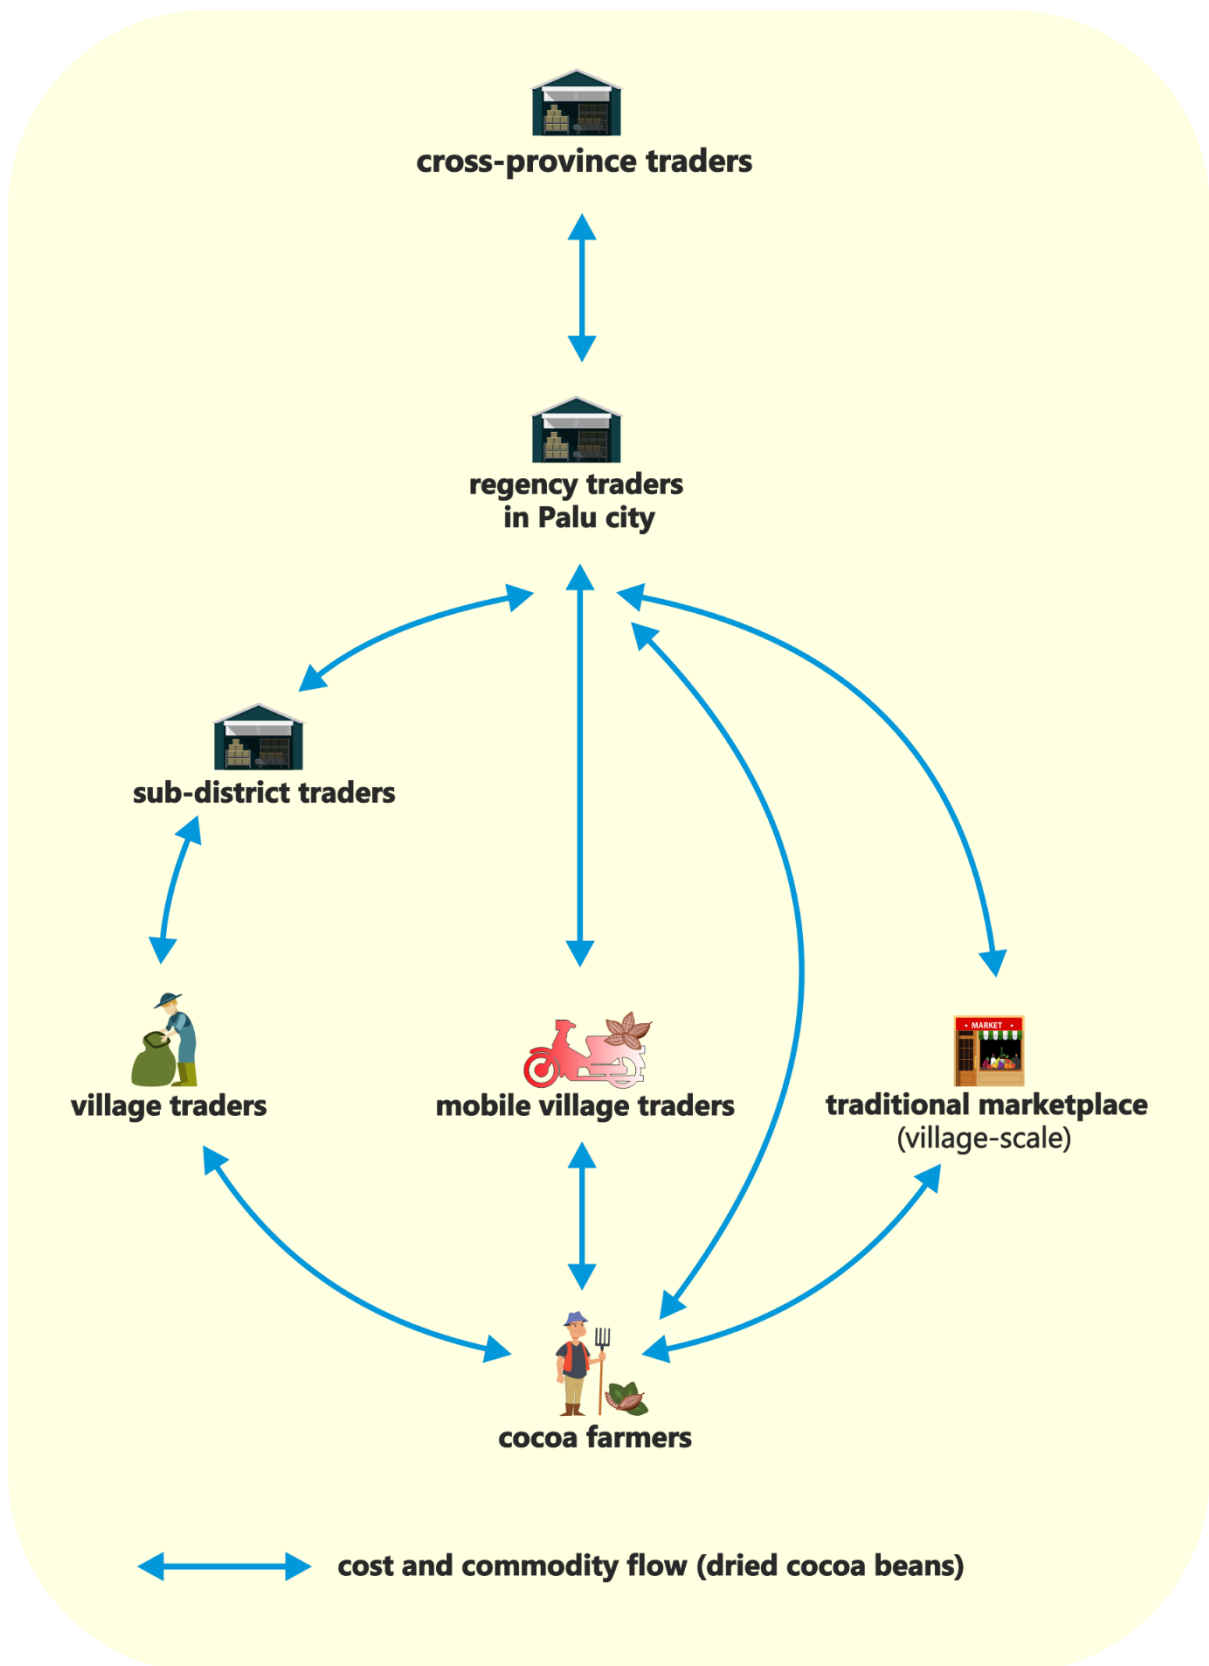 cross-province traders
regency traders
in Palu city
sub-district traders
village traders
mobile village traders
• MARKET •
traditional marketplace
(village-scale)
cocoa farmers
cost and commodity flow (dried cocoa beans)